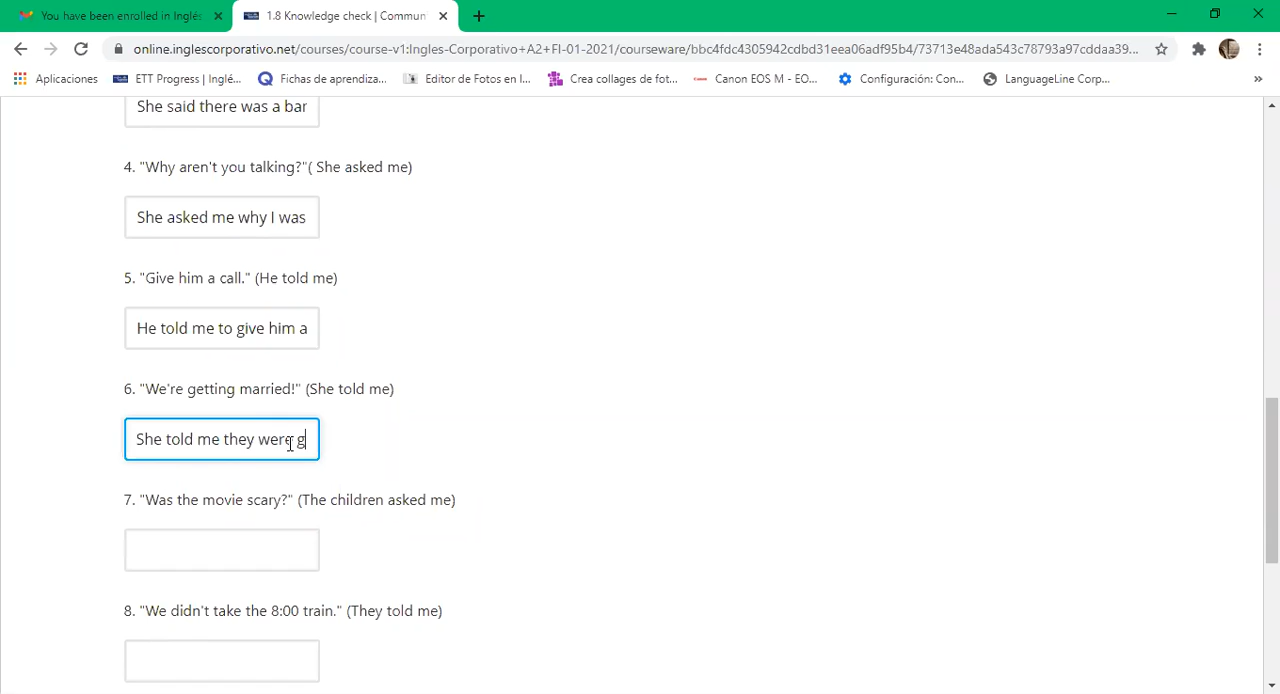 You have been enrolled in Inglés
1.8 Knowledge check | Commun
online.inglescorporativo.net/courses/course-v1:Ingles-Corporativo+A2+FI-01-2021/courseware/bbc4fdc4305942cdbd31eea06adf95b4/73713e48ada543c78793a97cddaa39...
Aplicaciones
ETT Progress | Inglé...
Fichas de aprendiza...
Editor de Fotos en l...
Crea collages de fot...
Canon EOS M - EO...
Configuración: Con...
LanguageLine Corp...
»
She said there was a bar
4. "Why aren't you talking?"( She asked me)
She asked me why I was
5. "Give him a call." (He told me)
He told me to give him a
6. "We're getting married!" (She told me)
She told me they were g
7. "Was the movie scary?" (The children asked me)
8. "We didn't take the 8:00 train." (They told me)